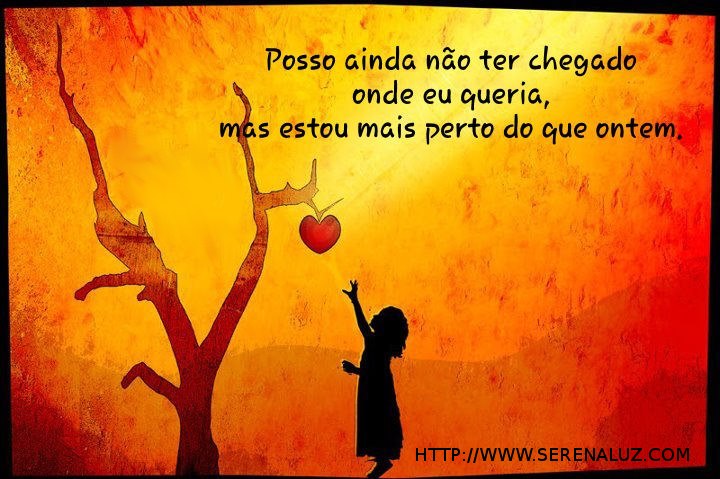 Posso ainda não ter chegado
onde eu queria,
mas estou mais perto do que ontem.
HTTP://WWW.SERENALUZ.COM